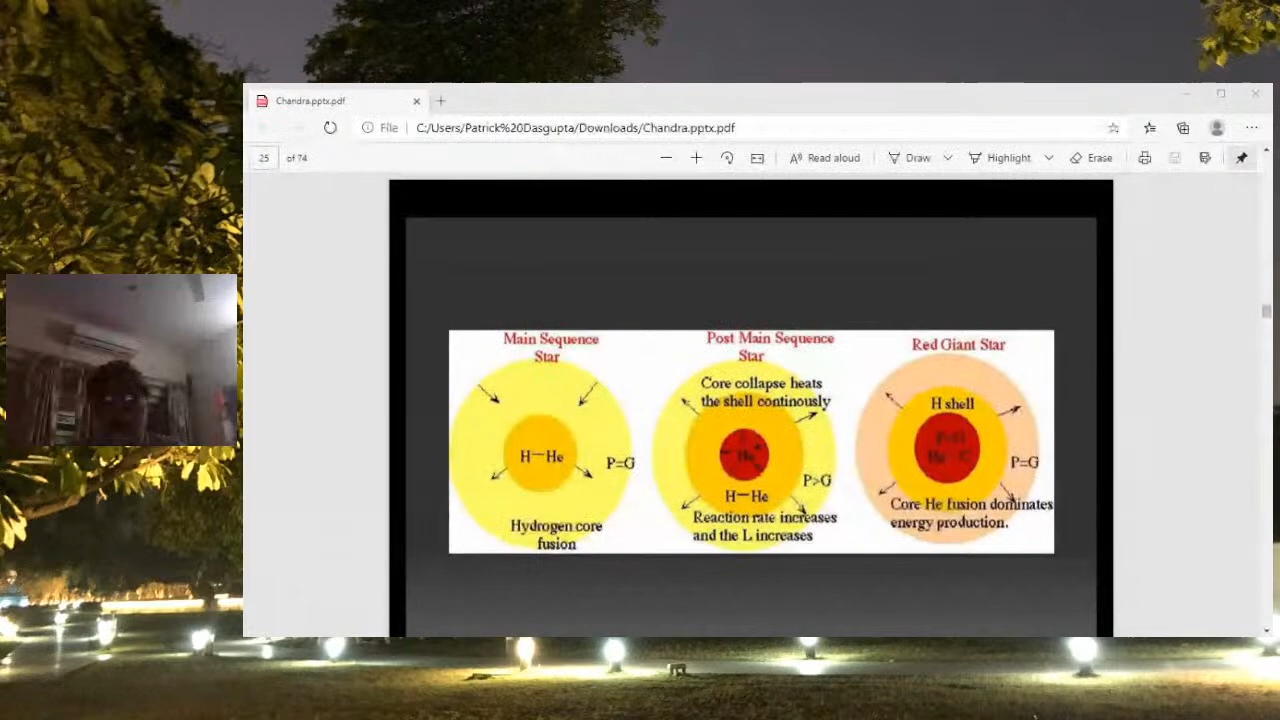 Chandra.pptx.pdf
File
C:/Users/Patrick%20Dasgupta/Downloads/Chandra.pptx.pdf
25 of 74
Read aloud
Draw
Highlight
Erase
Main Sequence
Star
H—He
P=G
Hydrogen core
fusion
Post Main Sequence
Star
Core collapse heats
the shell continously
He
P>G
H—He
Reaction rate increases
and the L increases
Red Giant Star
H shell
P=G
Core He fusion dominates
energy production.